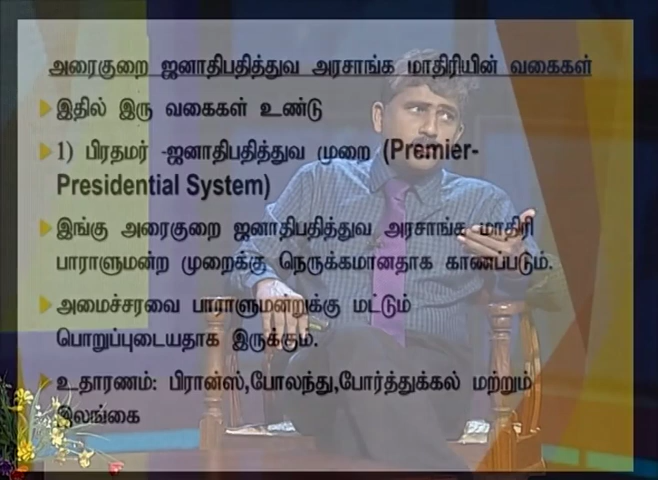 அரைகுறை ஜனாதிபதித்துவ அரசாங்க மாதிரியின் வகைகள்
இதில் இரு வகைகள் உண்டு
1) பிரதமர் -ஜனாதிபதித்துவ முறை (Premier-
Presidential System)
இங்கு அரைகுறை ஜனாதிபதித்துவ அரசாங்க மாதிரி
பாராளுமன்ற முறைக்கு நெருக்கமானதாக காணப்படும்.
அமைச்சரவை பாராளுமன்றுக்கு மட்டும்
பொறுப்புடையதாக இருக்கும்.
உதாரணம்: பிரான்ஸ்,போலந்து,போர்த்துக்கல் மற்றும்
இலங்கை